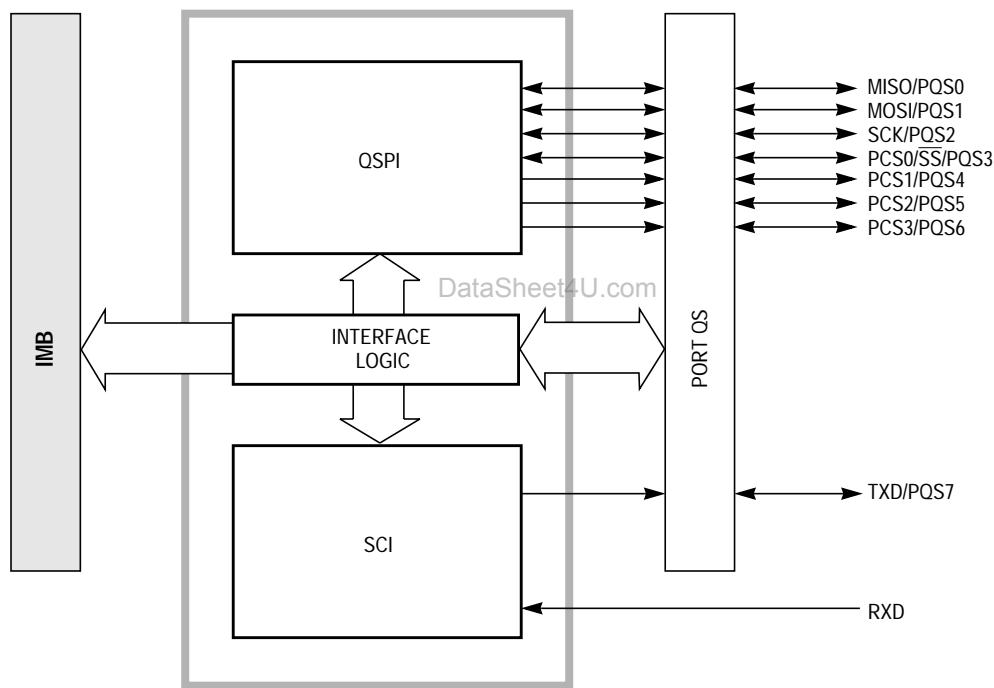 QSPI
MISO/PQS0
MOSI/PQS1
SCK/PQS2
PCS0/S̅S̅/PQS3
PCS1/PQS4
PCS2/PQS5
PCS3/PQS6
DataSheet4U.com
IMB
INTERFACE
LOGIC
PORT QS
SCI
TXD/PQS7
RXD